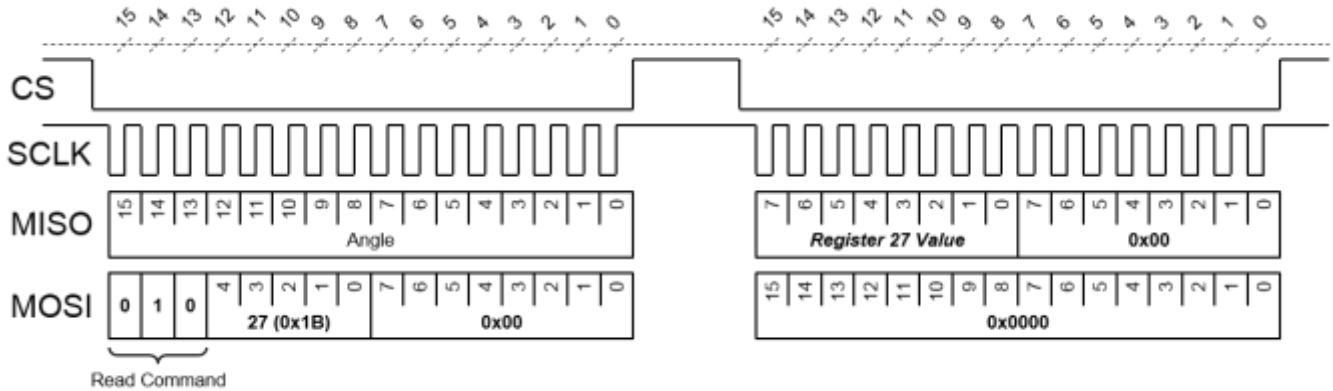 15 14 13 12 11 10 9 8 7 6 5 4 3 2 1 0 15 14 13 12 11 10 9 8 7 6 5 4 3 2 1 0
CS
SCLK
MISO 15 14 13 12 11 10 9 8 7 6 5 4 3 2 1 0 7 6 5 4 3 2 1 0 7 6 5 4 3 2 1 0
Angle Register 27 Value 0x00
MOSI 0 1 0 4 3 2 1 0 7 6 5 4 3 2 1 0 15 14 13 12 11 10 9 8 7 6 5 4 3 2 1 0
27 (0x1B) 0x00 0x0000
Read Command